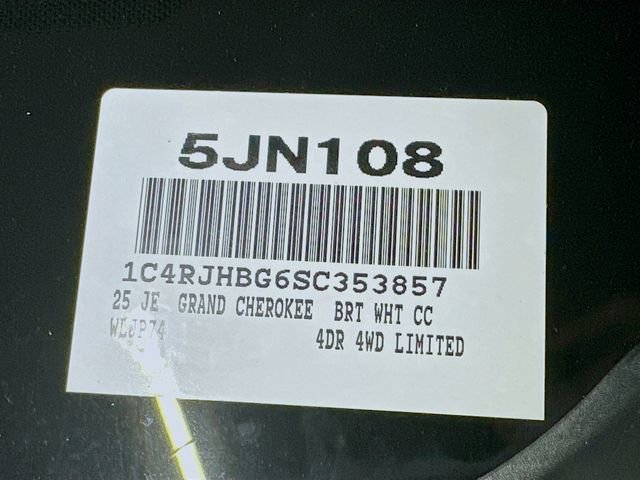 5JN108
1C4RJHBG6SC353857
25 JE GRAND CHEROKEE BRT WHT CC
WLJP74 4DR 4WD LIMITED